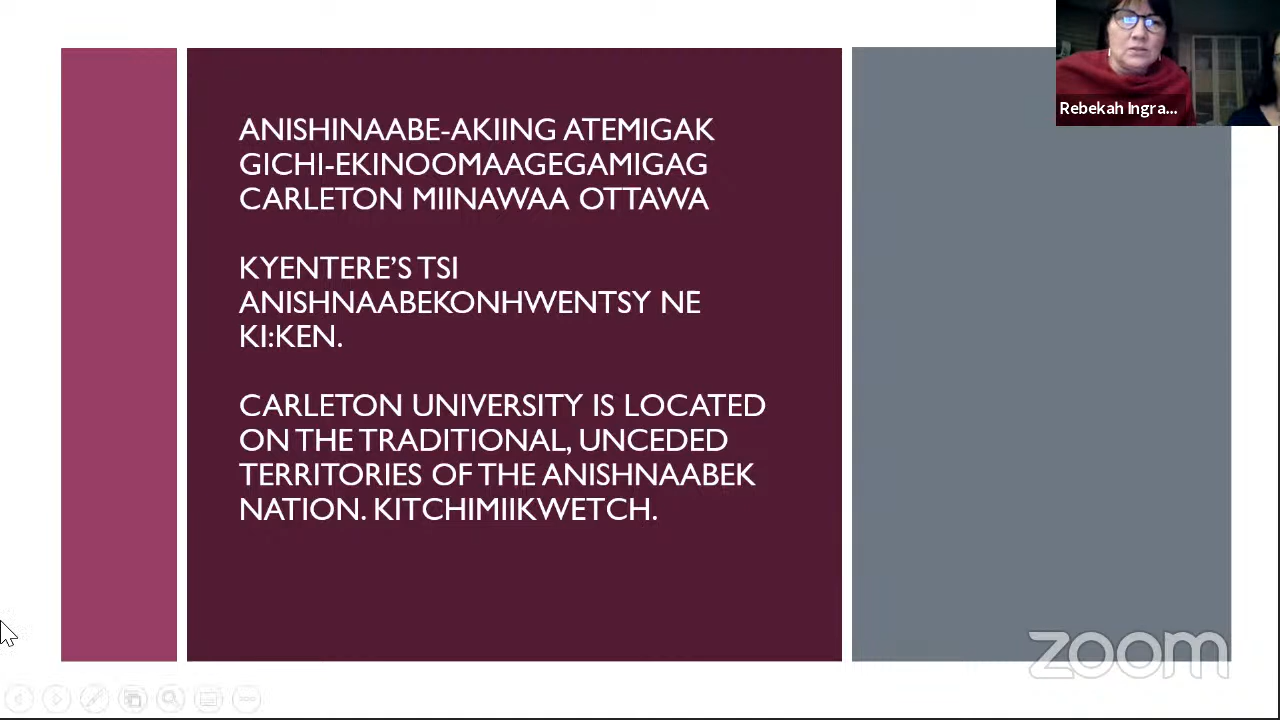 Rebekah Ingra...
ANISHINAABE-AKIING ATEMIGAK
GICHI-EKINOOMAAGEGAMIGAG
CARLETON MIINAWAA OTTAWA
KYENTERE’S TSI
ANISHNAABEKONHWENTSY NE
KI:KEN.
CARLETON UNIVERSITY IS LOCATED
ON THE TRADITIONAL, UNCEDED
TERRITORIES OF THE ANISHNAABEK
NATION. KITCHIMIIKWETCH.
zoom